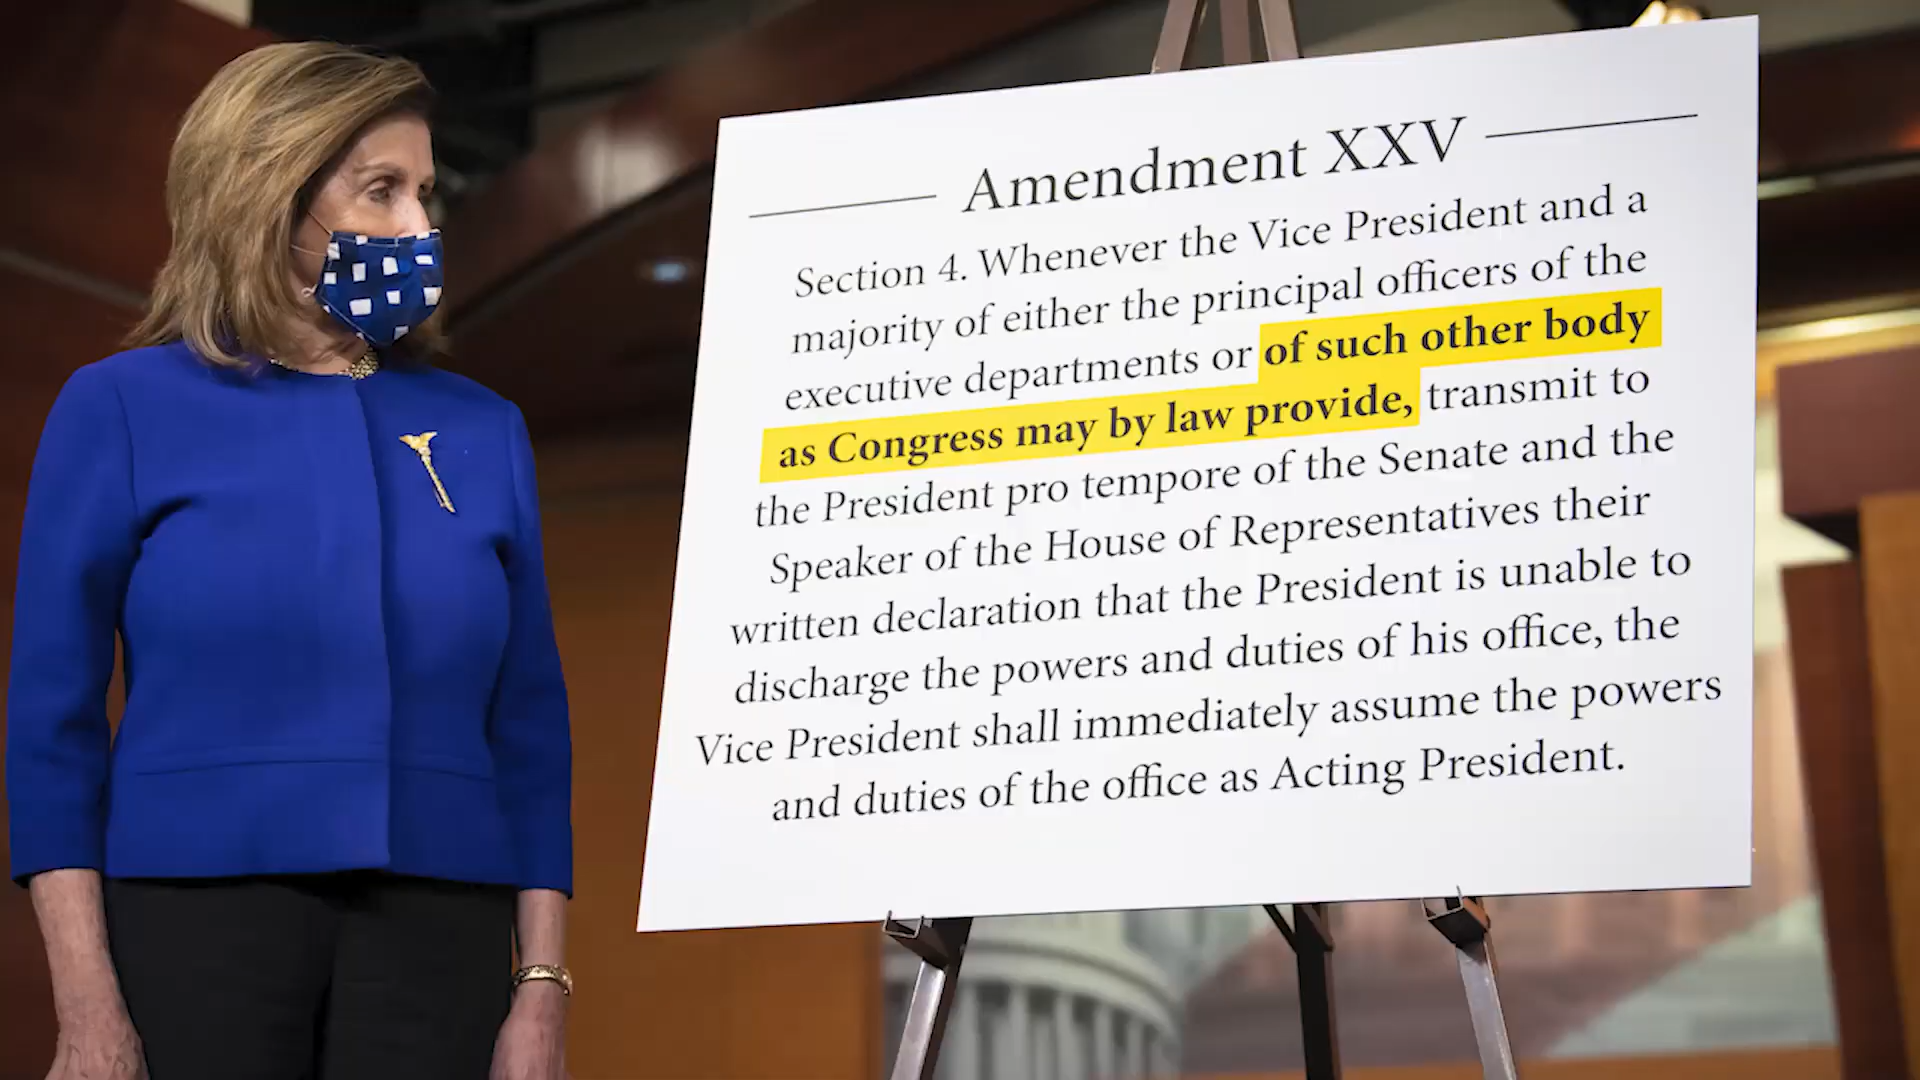 Amendment XXV
Section 4. Whenever the Vice President and a
majority of either the principal officers of the
executive departments or of such other body
as Congress may by law provide, transmit to
the President pro tempore of the Senate and the
Speaker of the House of Representatives their
written declaration that the President is unable to
discharge the powers and duties of his office, the
Vice President shall immediately assume the powers
and duties of the office as Acting President.